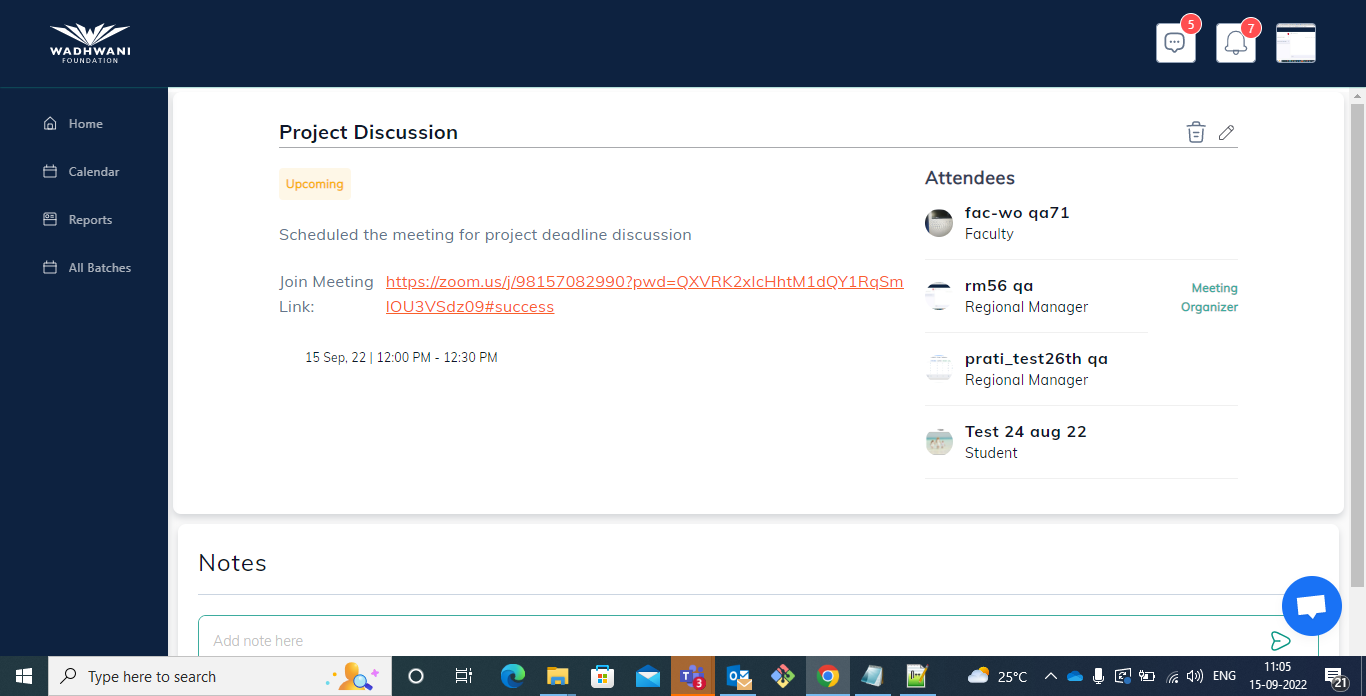 WADHWANI
FOUNDATION
5
7
Home
Calendar
Reports
All Batches
Project Discussion
Upcoming
Scheduled the meeting for project deadline discussion
Join Meeting
Link:
https://zoom.us/j/98157082990?pwd=QXVRK2xIcHhtM1dQY1RqSm
lOU3VSdz09#success
15 Sep, 22 | 12:00 PM - 12:30 PM
Attendees
fac-wo qa71
Faculty
rm56 qa
Regional Manager
Meeting
Organizer
prati_test26th qa
Regional Manager
Test 24 aug 22
Student
Notes
Add note here
Type here to search
3
25°C
ENG
11:05
15-09-2022
21